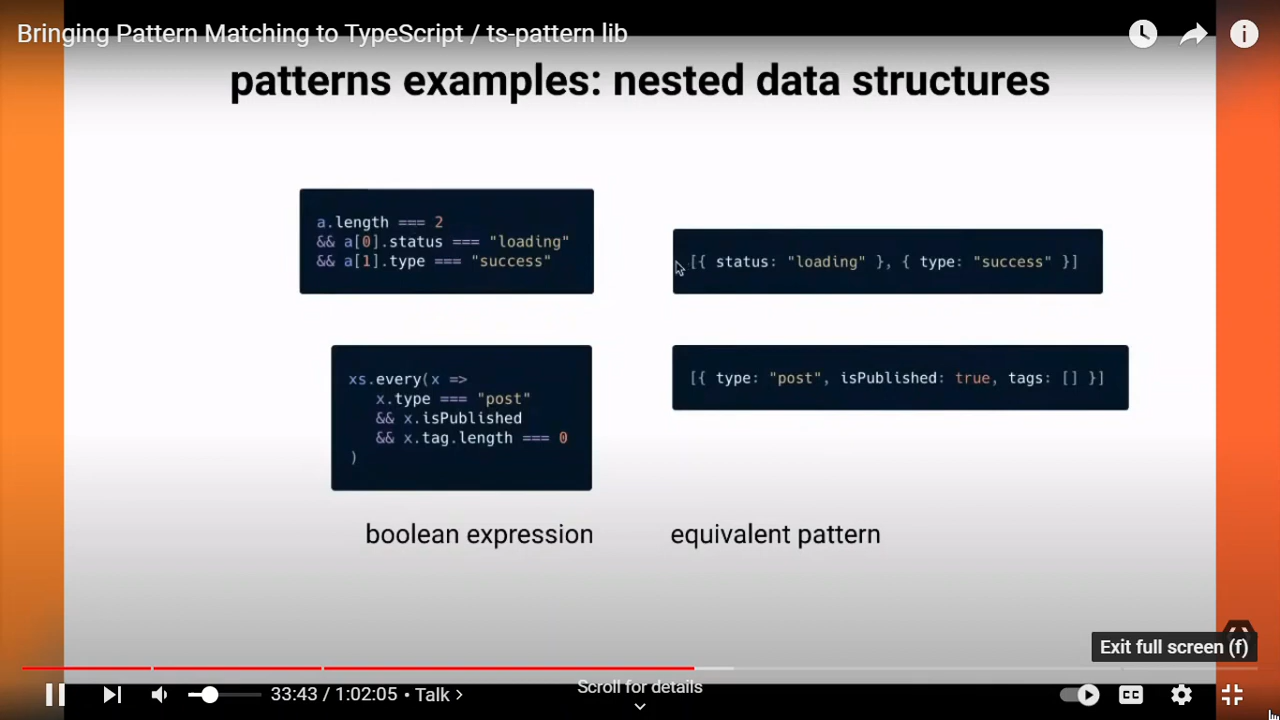 Bringing Pattern Matching to TypeScript / ts-pattern lib
patterns examples: nested data structures
a.length === 2
&& a[0].status === "loading"
&& a[1].type === "success"
[{ status: "loading" }, { type: "success" }]
xs.every(x =>
x.type === "post"
&& x.isPublished
&& x.tag.length === 0
)
[{ type: "post", isPublished: true, tags: [] }]
boolean expression
equivalent pattern
Exit full screen (f)
33:43 / 1:02:05 • Talk >
Scroll for details
CC